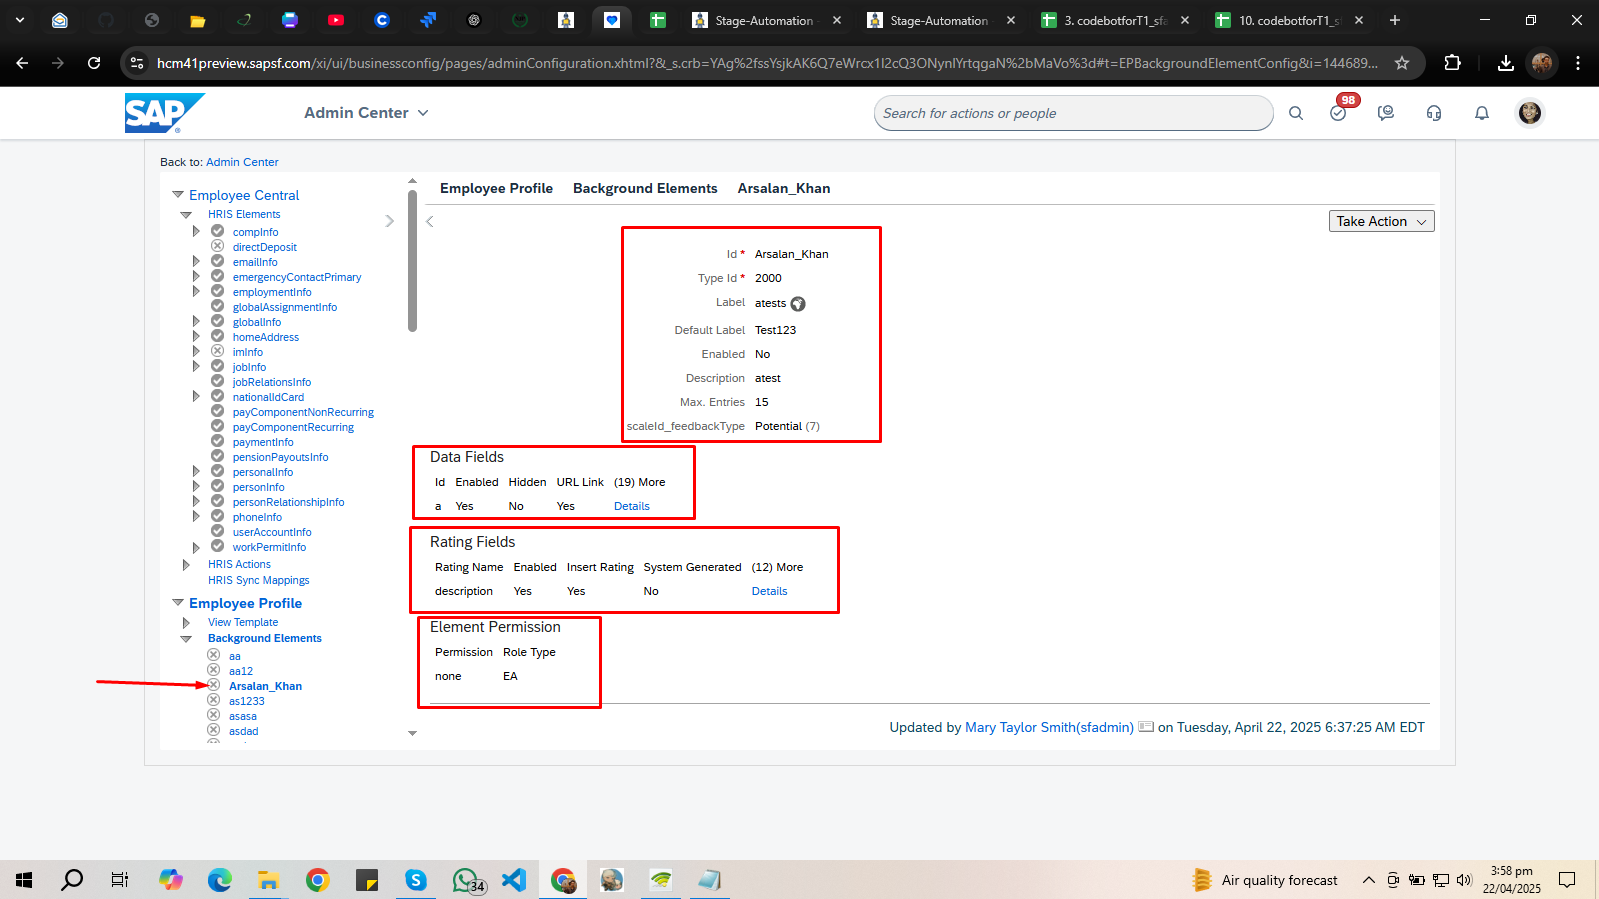 Stage-Automation
Stage-Automation
3. codebotforT1_sfa
10. codebotforT1_s
hcm41preview.sapsf.com/xi/ui/businessconfig/pages/adminConfiguration.xhtml?&_s.crb=YAg%2fssYsjkAK6Q7eWrcx1I2cQ3ONynlYrtqgaN%2bMaVo%3d#t=EPBackgroundElementConfig&i=144689...
SAP
Admin Center
Search for actions or people
98
Back to: Admin Center
Employee Central
HRIS Elements
compInfo
directDeposit
emailInfo
emergencyContactPrimary
employmentInfo
globalAssignmentInfo
globalInfo
homeAddress
imInfo
jobInfo
jobRelationsInfo
nationalIdCard
payComponentNonRecurring
payComponentRecurring
paymentInfo
pensionPayoutsInfo
personalInfo
personInfo
personRelationshipInfo
phoneInfo
userAccountInfo
workPermitInfo
HRIS Actions
HRIS Sync Mappings
Employee Profile
View Template
Background Elements
aa
aa12
Arsalan_Khan
as1233
asasa
asdad
Employee Profile Background Elements Arsalan_Khan
Take Action
Id * Arsalan_Khan
Type Id * 2000
Label atests
Default Label Test123
Enabled No
Description atest
Max. Entries 15
scaleId_feedbackType Potential (7)
Data Fields
Id Enabled Hidden URL Link (19) More
a Yes No Yes Details
Rating Fields
Rating Name Enabled Insert Rating System Generated (12) More
description Yes Yes No Details
Element Permission
Permission Role Type
none EA
Updated by Mary Taylor Smith(sfadmin) on Tuesday, April 22, 2025 6:37:25 AM EDT
34
Air quality forecast
3:58 pm
22/04/2025